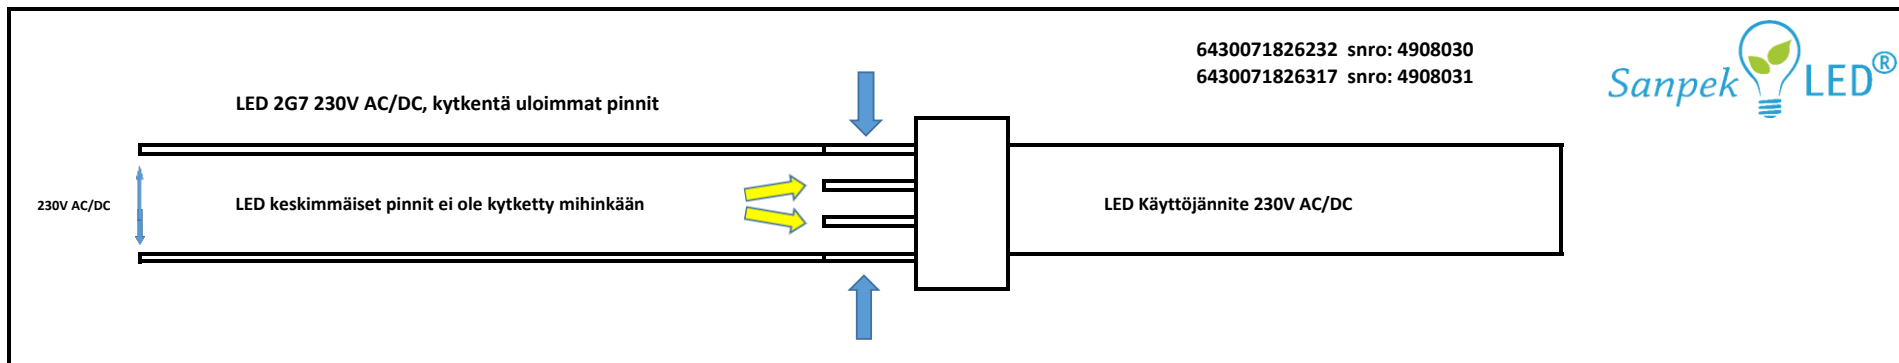 6430071826232 snro: 4908030
6430071826317 snro: 4908031
Sanpek LED®
LED 2G7 230V AC/DC, kytkentä uloimmat pinnit
230V AC/DC
LED keskimmäiset pinnit ei ole kytketty mihinkään
LED Käyttöjännite 230V AC/DC